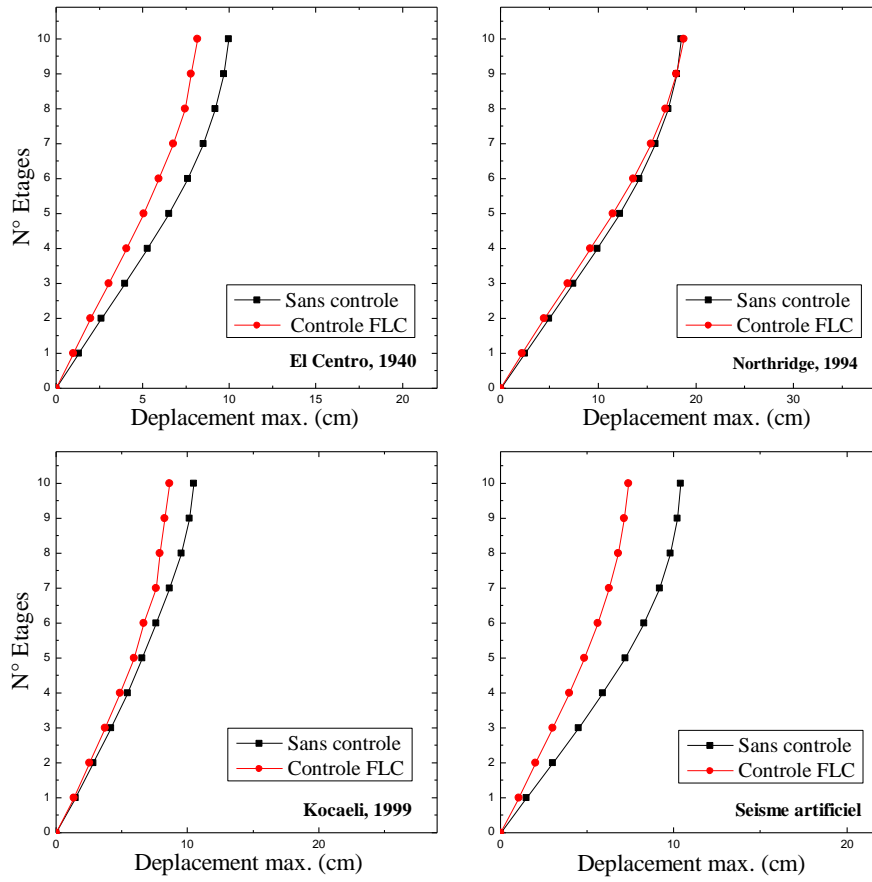 10
9
8
7
6
5
4
3
2
1
0
N° Etages
Sans controle
Controle FLC
El Centro, 1940
0 5 10 15 20
Deplacement max. (cm)
10
9
8
7
6
5
4
3
2
1
0
Sans controle
Controle FLC
Northridge, 1994
0 10 20 30
Deplacement max. (cm)
10
9
8
7
6
5
4
3
2
1
0
N° Etages
Sans controle
Controle FLC
Kocaeli, 1999
0 10 20
Deplacement max. (cm)
10
9
8
7
6
5
4
3
2
1
0
Sans controle
Controle FLC
Seisme artificiel
0 10 20
Deplacement max. (cm)